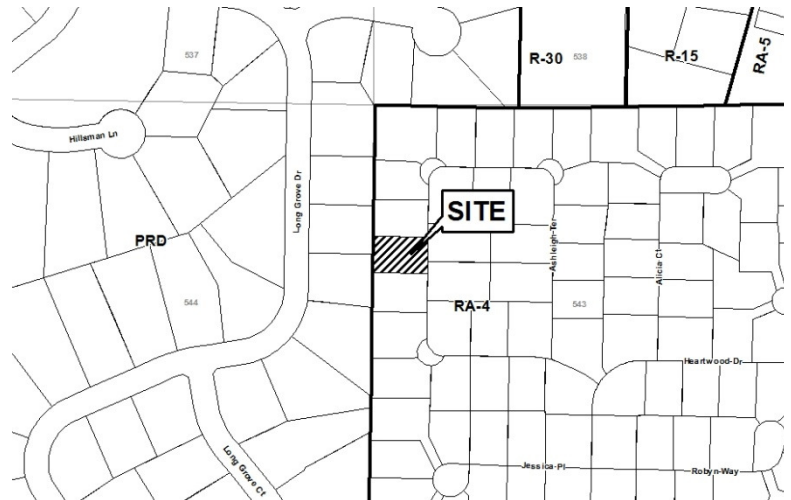 537
R-30
538
R-15
RA-5
Hillsman Ln
Long Grove Dr
SITE
PRD
Ashleigh-Ter
Alicia Ct
544
RA-4
543
Heartwood-Dr
Long Grove Ct
Jessica-Pl
Robyn-Way